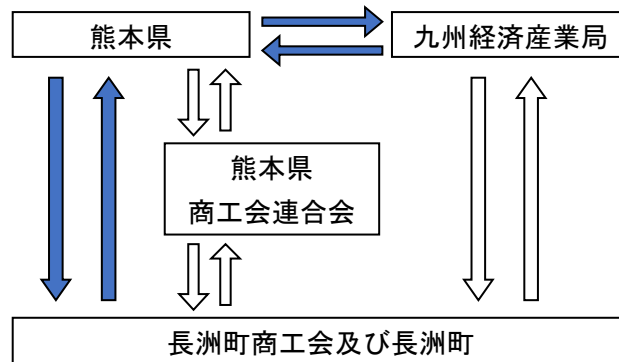 熊本県
九州経済産業局
熊本県
商工会連合会
長洲町商工会及び長洲町